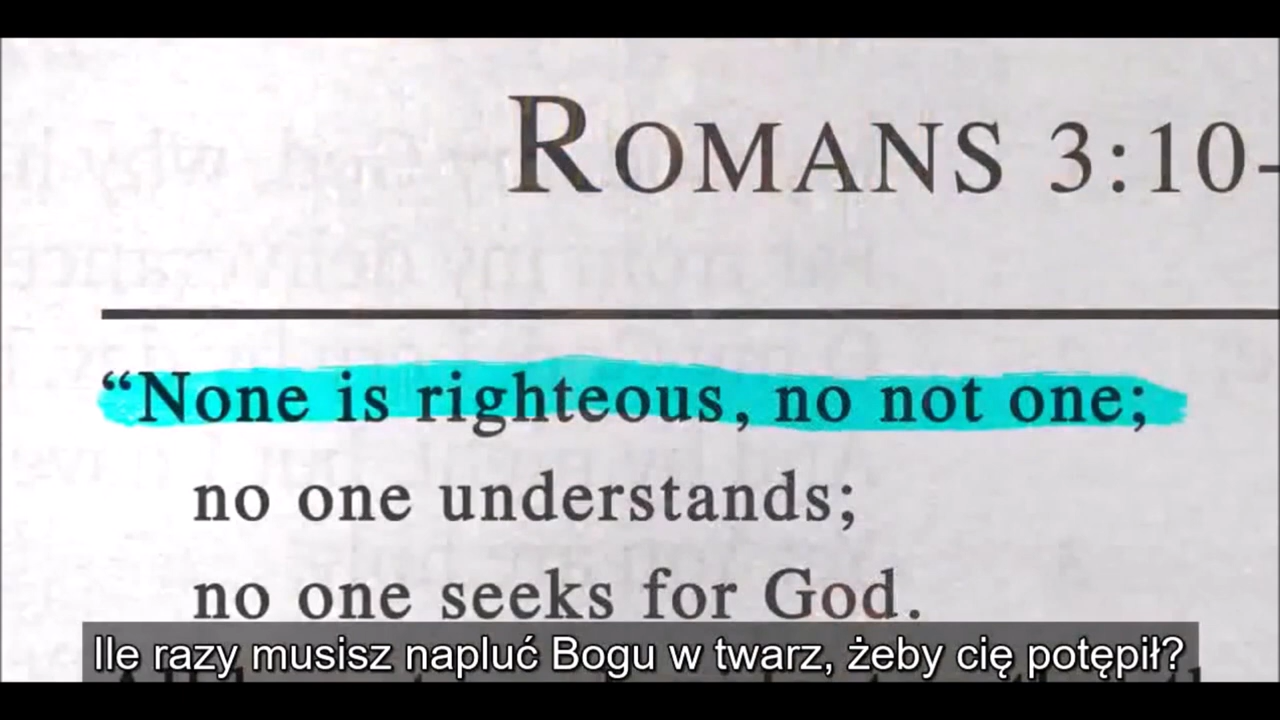 ROMANS 3:10-
“None is righteous, no not one;
no one understands;
no one seeks for God.
Ile razy musisz napluć Bogu w twarz, żeby cię potępił?